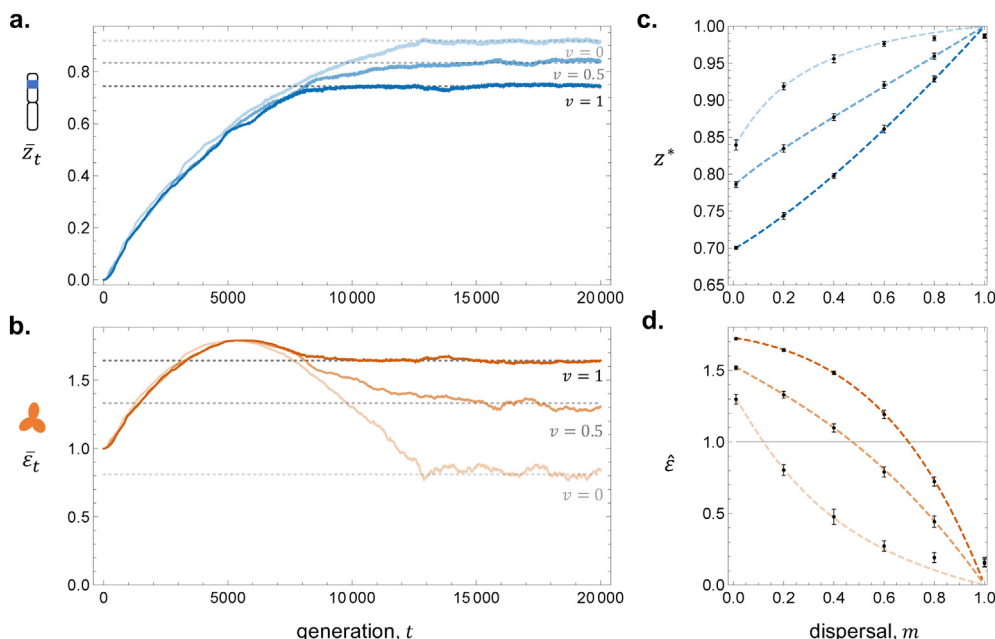 a.
0.8
0.6
0.4
0.2
0.0
z̄ₜ
v = 0
v = 0.5
v = 1
0
5000
10 000
15 000
20 000
b.
1.5
1.0
0.5
0.0
ε̄ₜ
v = 1
v = 0.5
v = 0
0
5000
10 000
15 000
20 000
generation, t
c.
1.00
0.95
0.90
0.85
0.80
0.75
0.70
0.65
z*
0.0
0.2
0.4
0.6
0.8
1.0
d.
1.5
1.0
0.5
0.0
ε̂
0.0
0.2
0.4
0.6
0.8
1.0
dispersal, m